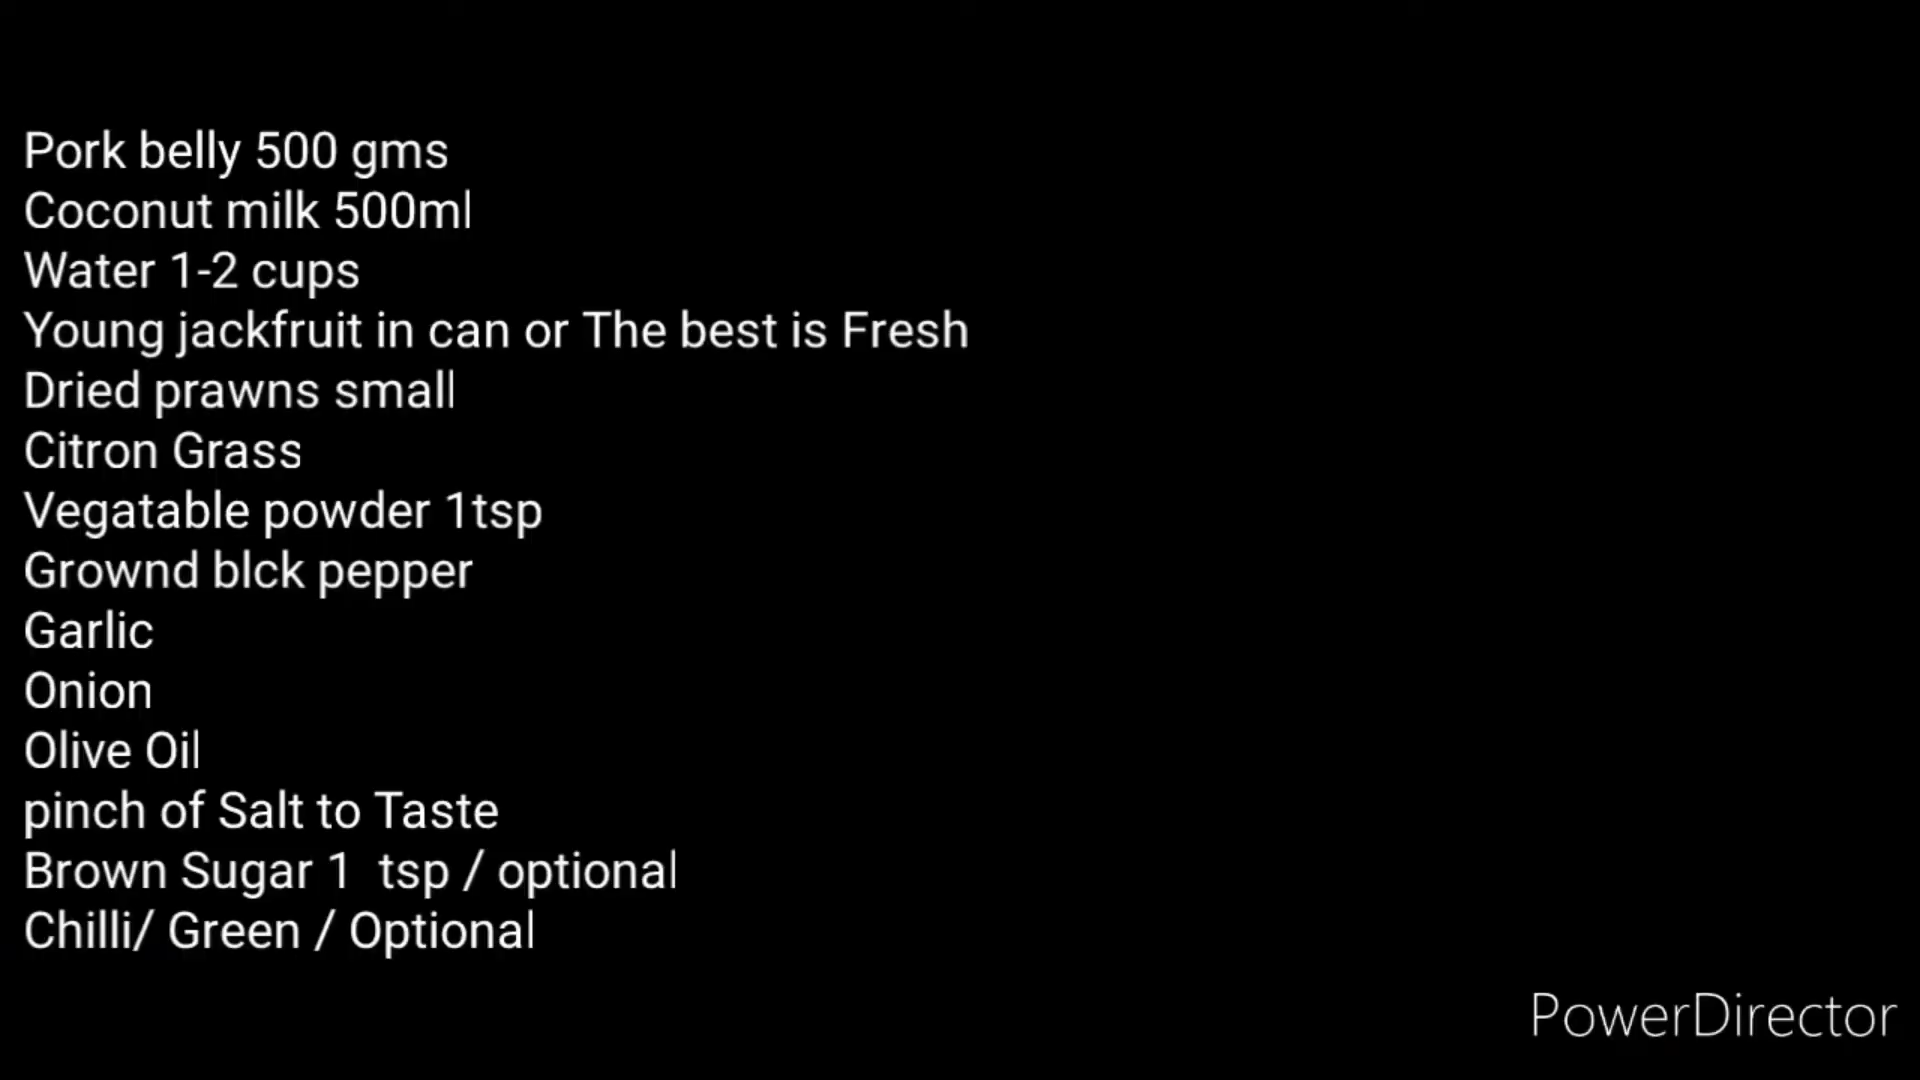 Pork belly 500 gms
Coconut milk 500ml
Water 1-2 cups
Young jackfruit in can or The best is Fresh
Dried prawns small
Citron Grass
Vegatable powder 1tsp
Grownd blck pepper
Garlic
Onion
Olive Oil
pinch of Salt to Taste
Brown Sugar 1  tsp / optional
Chilli/ Green / Optional
PowerDirector